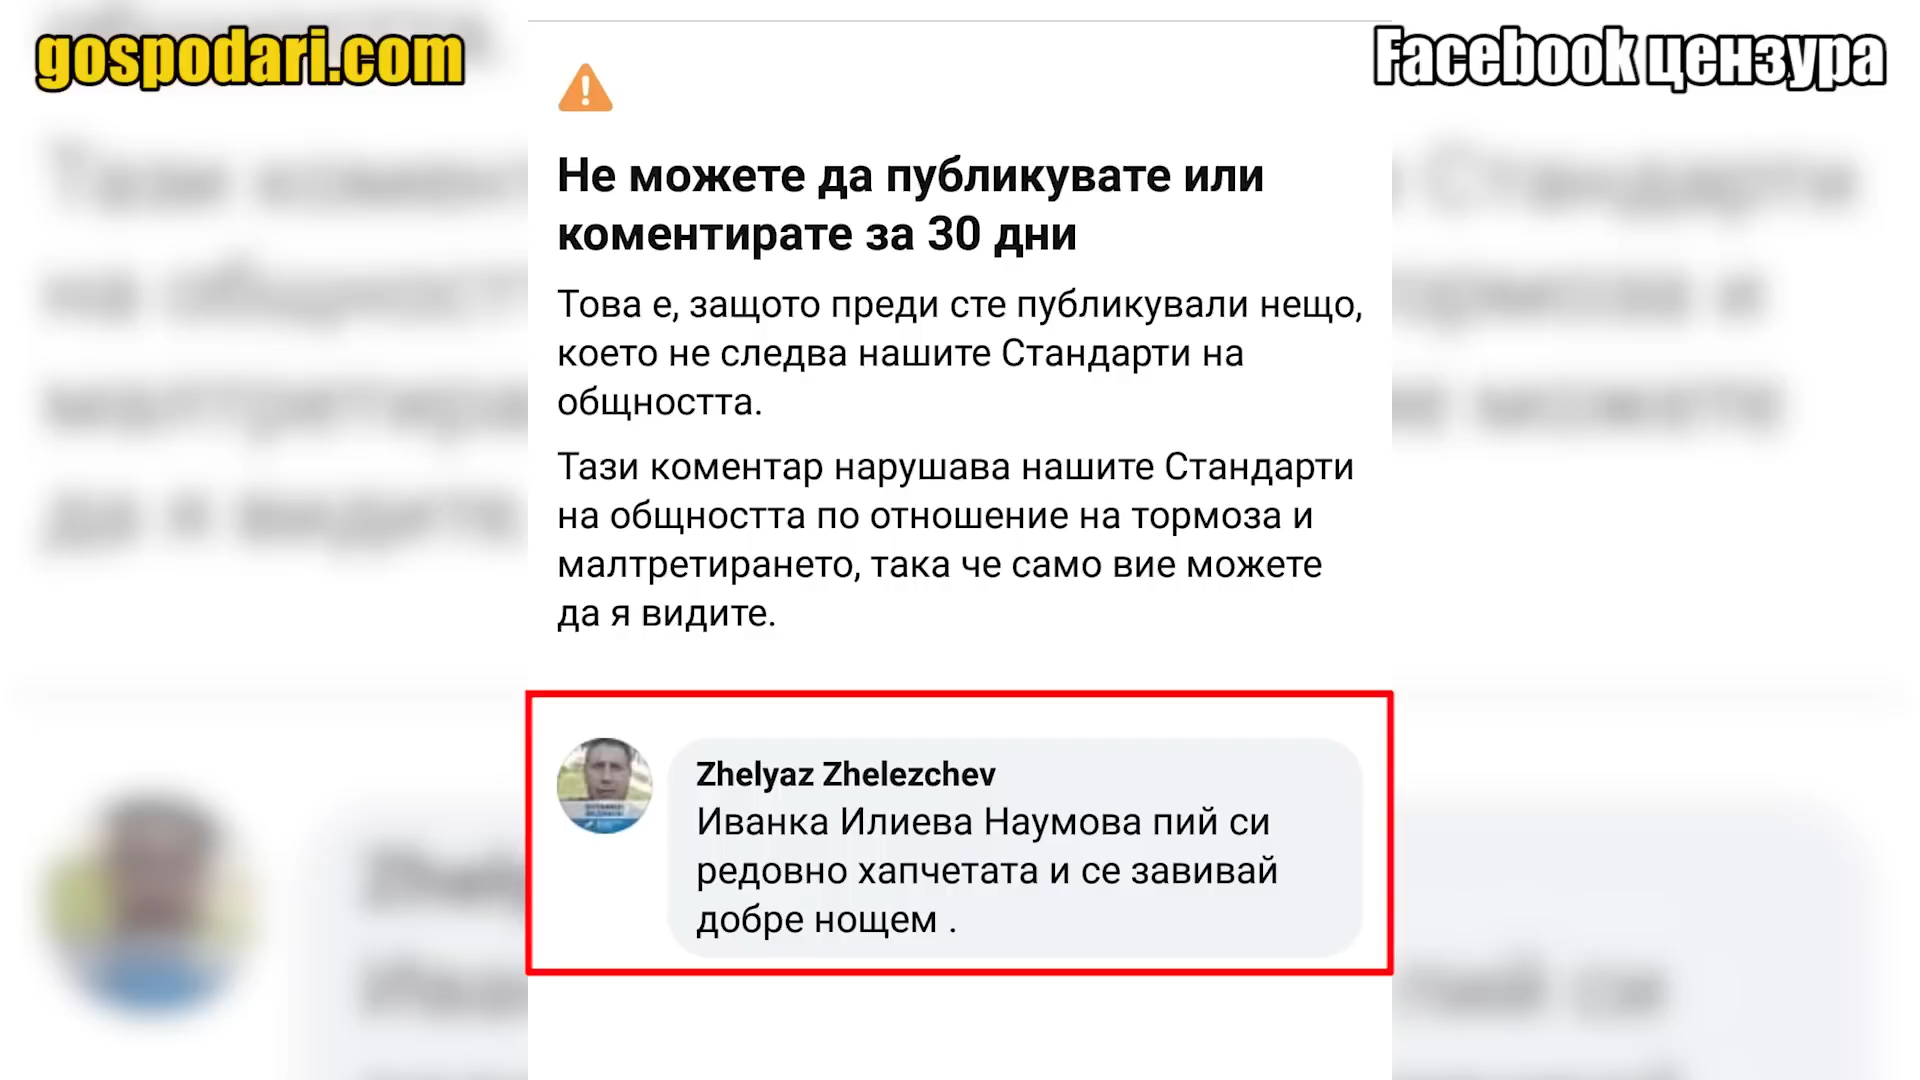 gospodari.com
Facebook цензура
Не можете да публикувате или
коментирате за 30 дни
Това е, защото преди сте публикували нещо,
което не следва нашите Стандарти на
общността.
Тази коментар нарушава нашите Стандарти
на общността по отношение на тормоза и
малтретирането, така че само вие можете
да я видите.
Zhelyaz Zhelezchev
Иванка Илиева Наумова пий си
редовно хапчетата и се завивай
добре нощем .